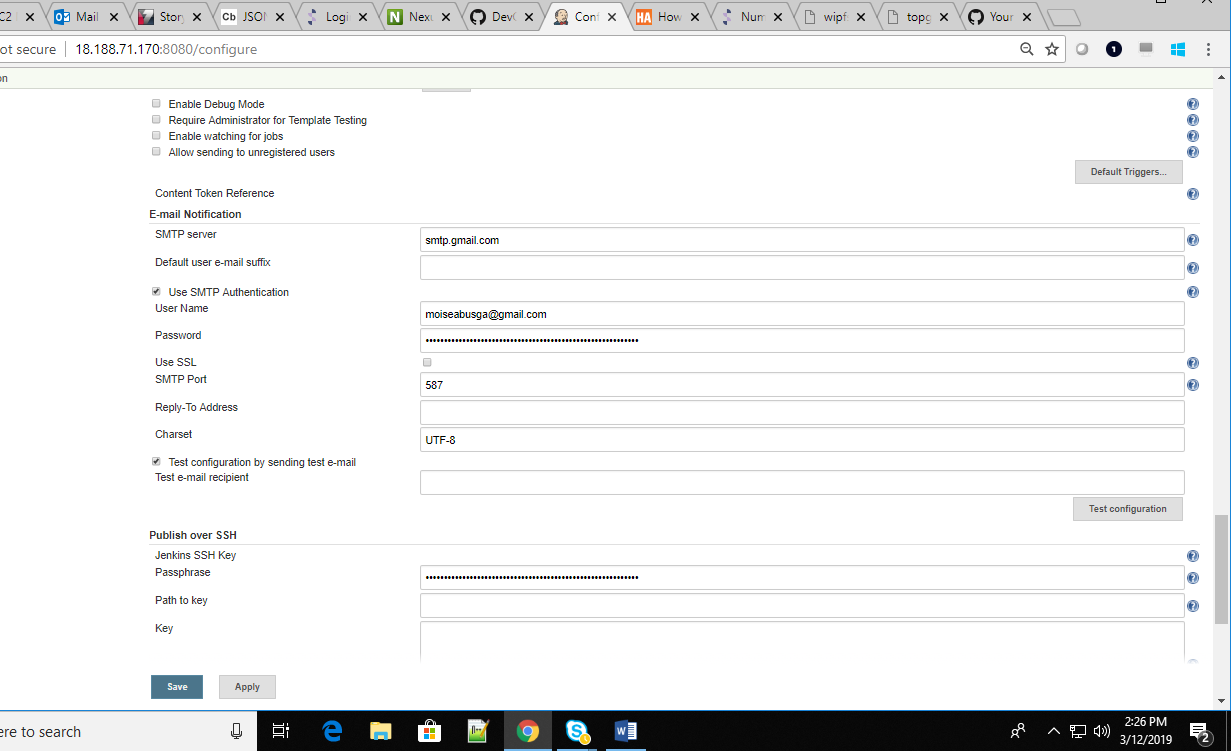 C2
Mail
Story
Cb JSON
Logi
N Nexu
Dev
Conf
HA How
Num
wipf
topg
Your
ot secure 18.188.71.170:8080/configure
on
Enable Debug Mode
Require Administrator for Template Testing
Enable watching for jobs
Allow sending to unregistered users
Default Triggers...
Content Token Reference
E-mail Notification
SMTP server
smtp.gmail.com
Default user e-mail suffix
Use SMTP Authentication
User Name
moiseabusga@gmail.com
Password
Use SSL
SMTP Port
587
Reply-To Address
Charset
UTF-8
Test configuration by sending test e-mail
Test e-mail recipient
Test configuration
Publish over SSH
Jenkins SSH Key
Passphrase
Path to key
Key
Save Apply
ere to search
2:26 PM
3/12/2019
2